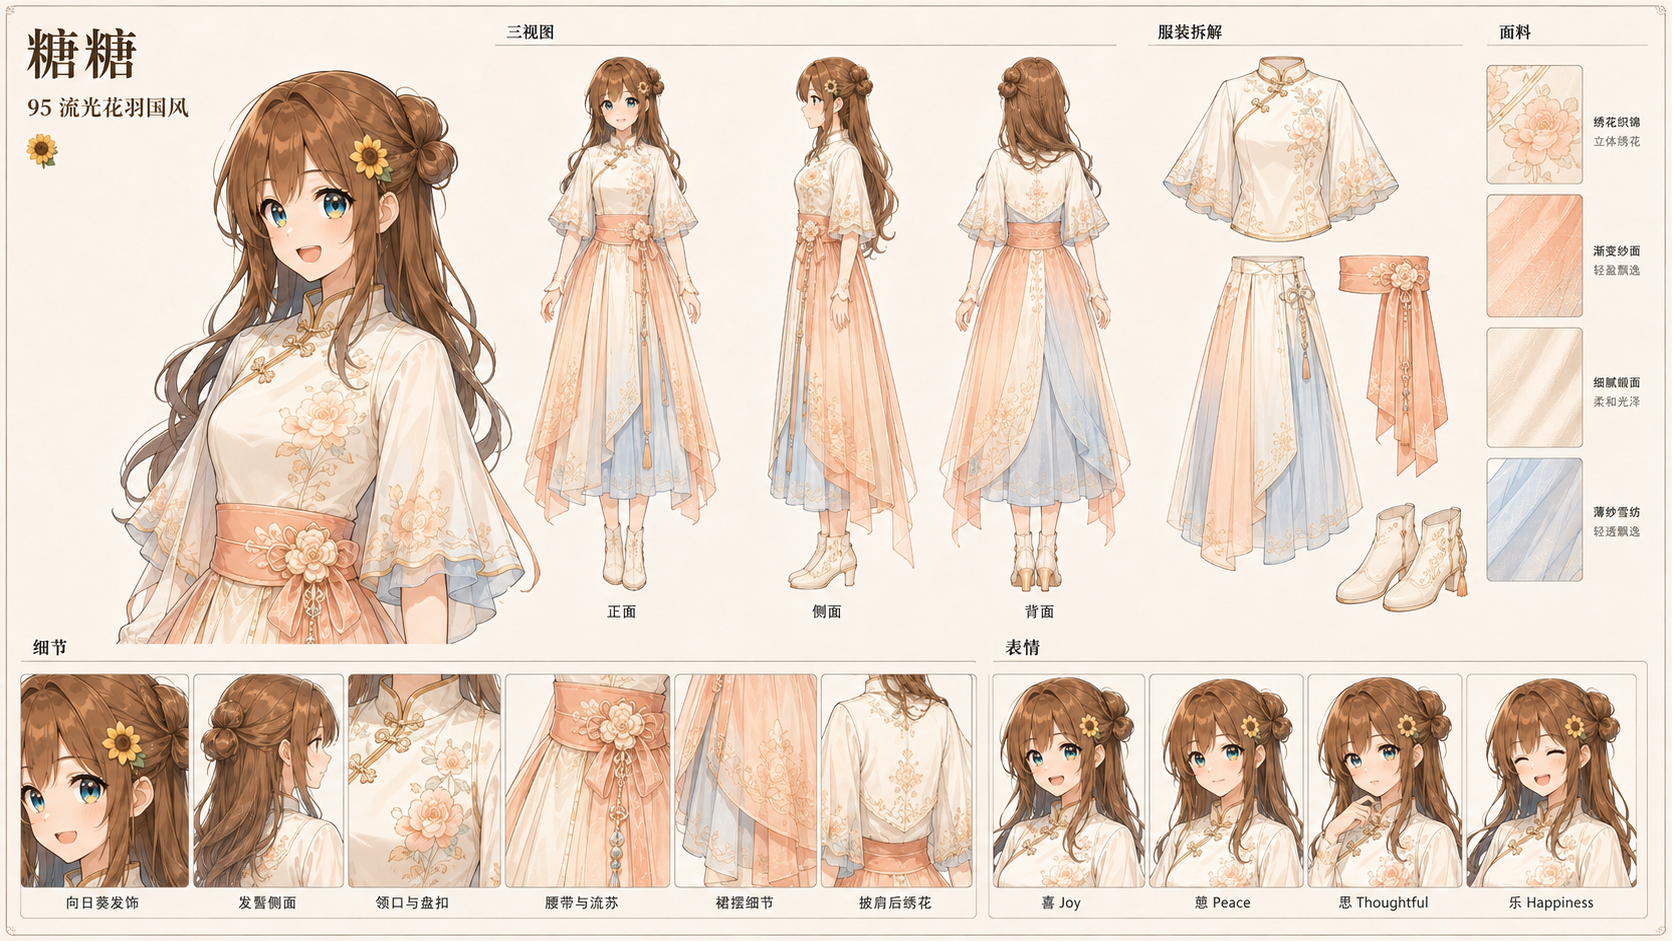 糖糖
95 流光花羽国风
三视图
正面
侧面
背面
服装拆解
面料
绣花织锦
立体绣花
渐变纱面
轻盈飘逸
细腻缎面
柔和光泽
薄纱雪纺
轻透飘逸
细节
向日葵发饰
发髻侧面
领口与盘扣
腰带与流苏
裙摆细节
披肩后绣花
表情
喜 Joy
Peace
思 Thoughtful
乐 Happiness